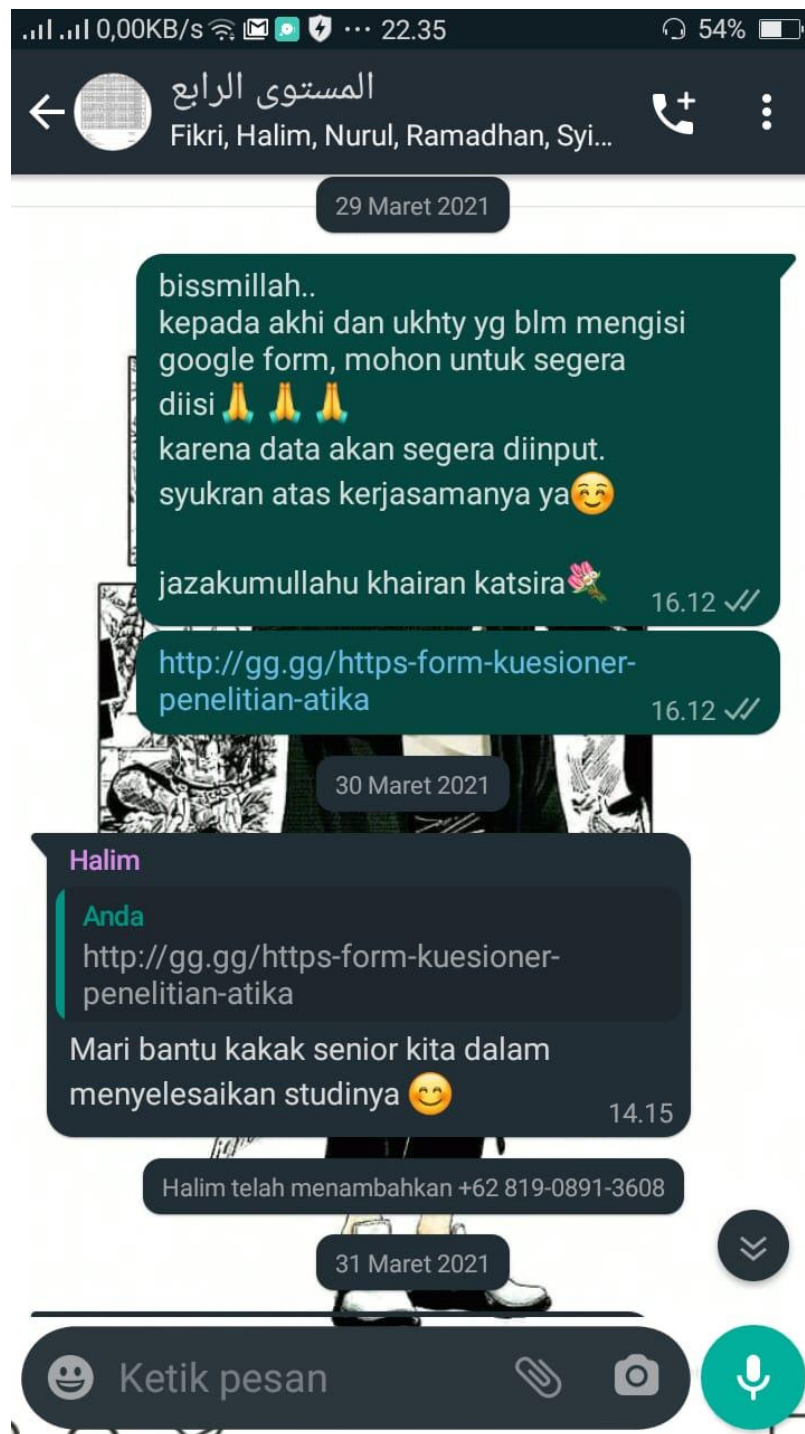 0,00KB/s ... 22.35 54%
المستوى الرابع
Fikri, Halim, Nurul, Ramadhan, Syi...
29 Maret 2021
bissmillah..
kepada akhi dan ukhty yg blm mengisi
google form, mohon untuk segera
diisi🙏🙏🙏
karena data akan segera diinput.
syukran atas kerjasamanya ya☺️
jazakumullahu khairan katsira💐
16.12
http://gg.gg/https-form-kuesioner-
penelitian-atika
16.12
30 Maret 2021
Halim
Anda
http://gg.gg/https-form-kuesioner-
penelitian-atika
Mari bantu kakak senior kita dalam
menyelesaikan studinya 😊
14.15
Halim telah menambahkan +62 819-0891-3608
31 Maret 2021
Ketik pesan